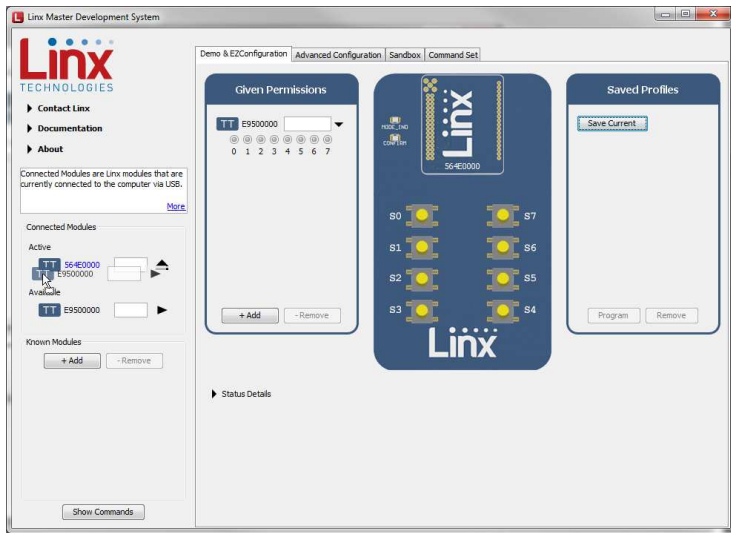 Linx Master Development System
Linx
TECHNOLOGIES
Contact Linx
Documentation
About
Connected Modules are Linx modules that are
currently connected to the computer via USB.
More
Connected Modules
Active
TT 564E0000
TT E9500000
Available
TT E9500000
Known Modules
+ Add - Remove
Show Commands
Demo & EZConfiguration Advanced Configuration Sandbox Command Set
Given Permissions
TT E9500000
0 1 2 3 4 5 6 7
+ Add - Remove
MODE_IND
CONFIRM
Linx
564E0000
S0 S7
S1 S6
S2 S5
S3 S4
Linx
Saved Profiles
Save Current
Program Remove
Status Details